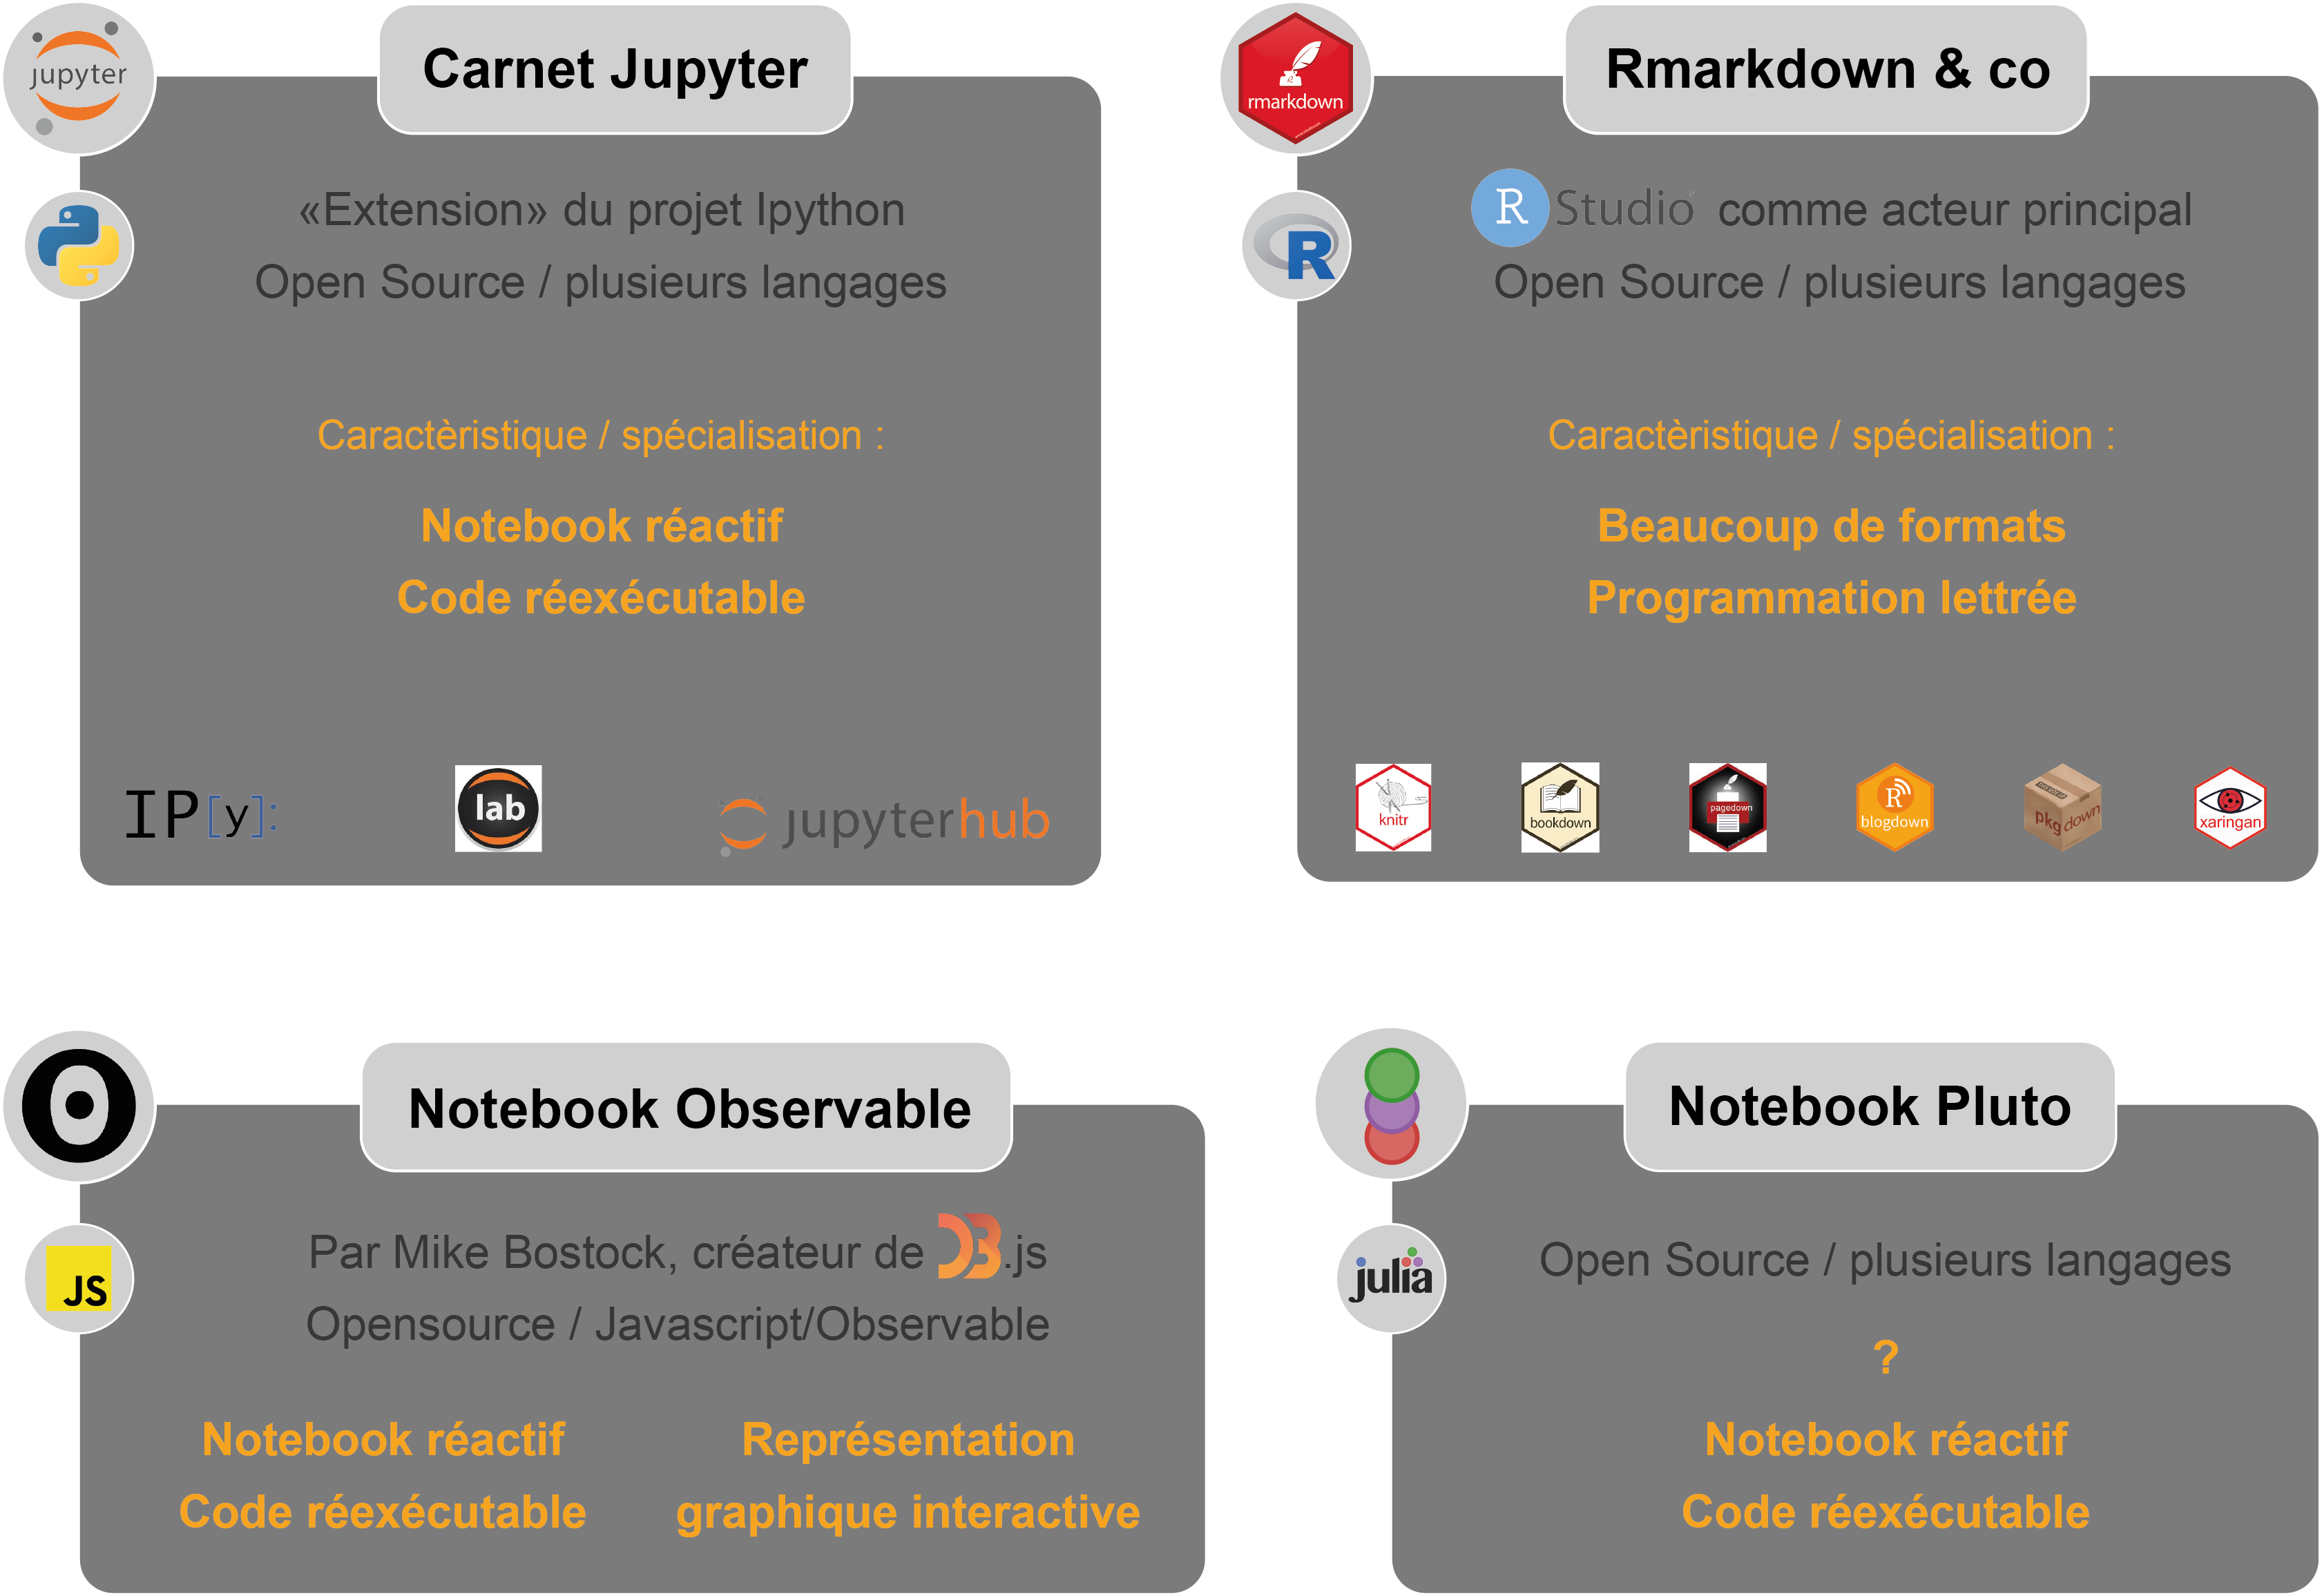 jupyter
Carnet Jupyter
«Extension» du projet Ipython
Open Source / plusieurs langages
Caractèristique / spécialisation :
Notebook réactif
Code réexécutable
IP[y]:
lab
jupyterhub
rmarkdown
Rmarkdown & co
R
R Studio comme acteur principal
Open Source / plusieurs langages
Caractèristique / spécialisation :
Beaucoup de formats
Programmation lettrée
knitr
bookdown
pagedown
R
blogdown
pkgdown
xaringan
Notebook Observable
JS
Par Mike Bostock, créateur de D3.js
Opensource / Javascript/Observable
Notebook réactif
Code réexécutable
Représentation
graphique interactive
Notebook Pluto
julia
Open Source / plusieurs langages
?
Notebook réactif
Code réexécutable